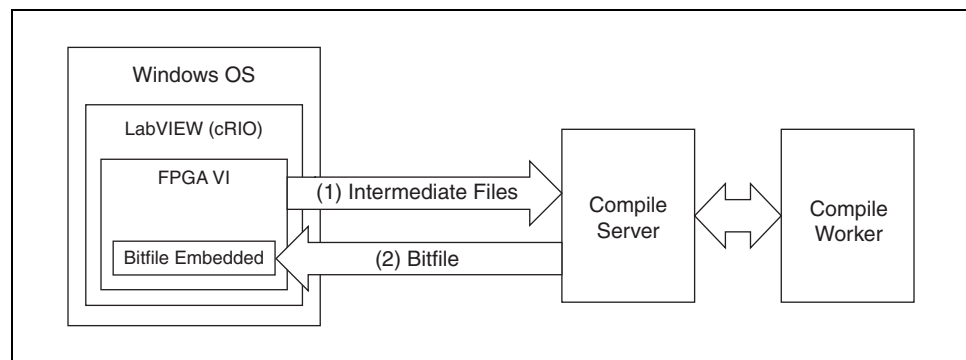 Windows OS
LabVIEW (cRIO)
FPGA VI
(1) Intermediate Files
Compile
Server
Compile
Worker
Bitfile Embedded
(2) Bitfile